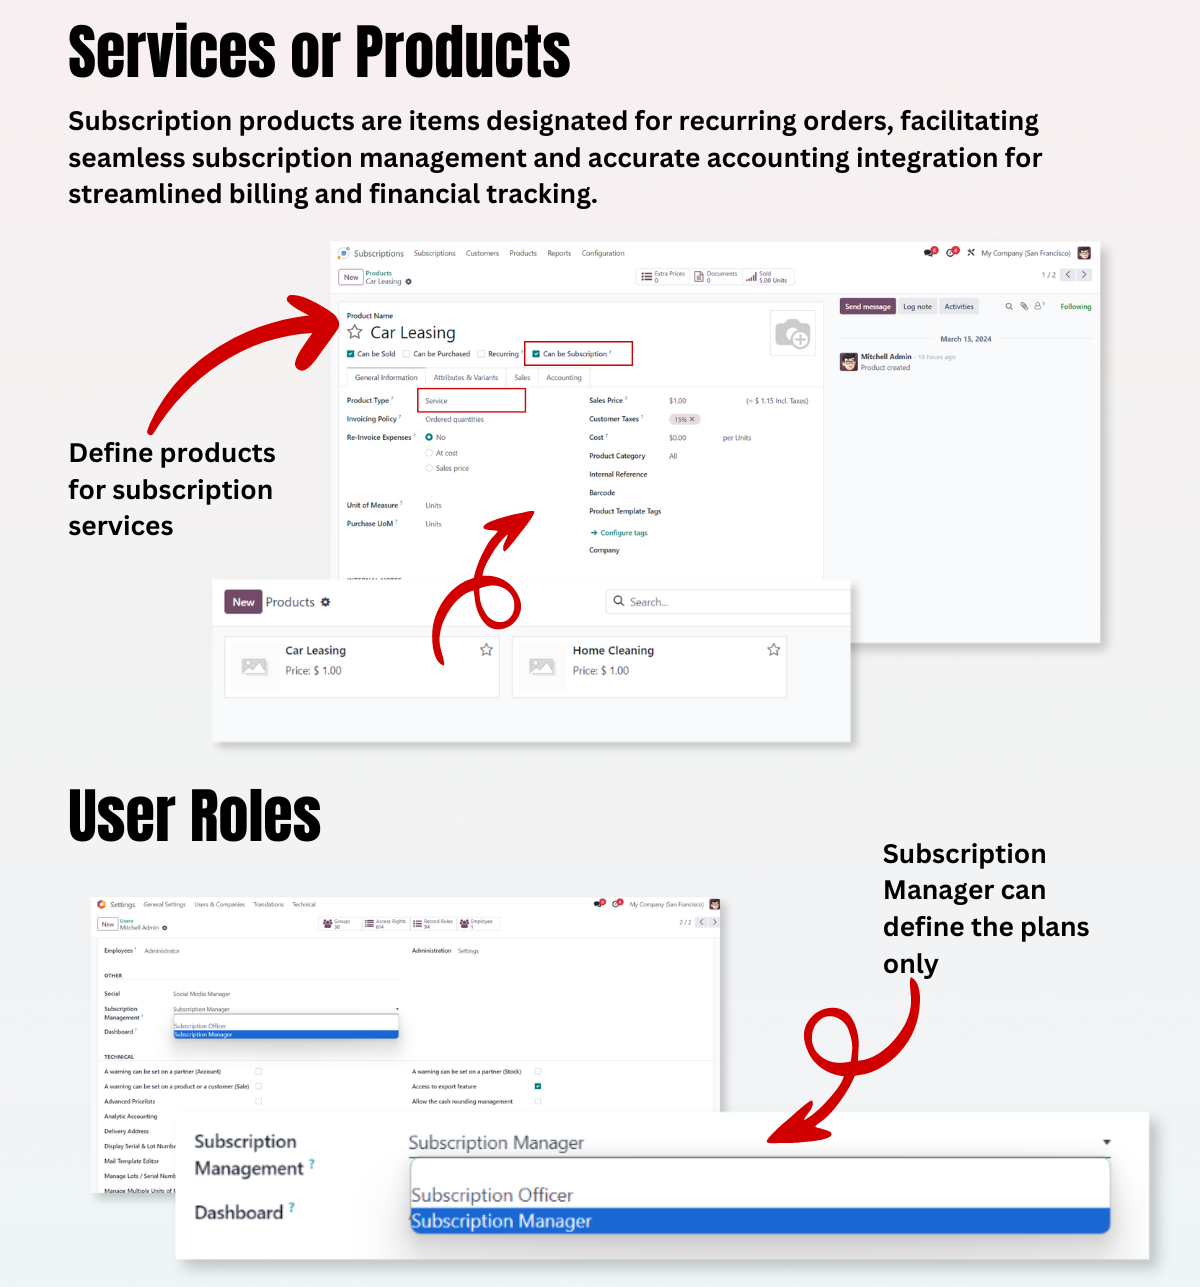 Services or Products
Subscription products are items designated for recurring orders, facilitating
seamless subscription management and accurate accounting integration for
streamlined billing and financial tracking.
Subscriptions Subscriptions Customers Products Reports Configuration
My Company (San Francisco)
New Products
Car Leasing
Extra Prices
0
Documents
0
Sold
5.00 Units
1 / 2
Send message Log note Activities
Following
Product Name
Car Leasing
March 15, 2024
Mitchell Admin - 19 hours ago
Product created
Can be Sold Can be Purchased Recurring ? Can be Subscription ?
General Information Attributes & Variants Sales Accounting
Product Type ? Service
Invoicing Policy ? Ordered quantities
Re-Invoice Expenses ? No
At cost
Sales price
Unit of Measure ? Units
Purchase UoM ? Units
Sales Price ? $1.00 (= $ 1.15 Incl. Taxes)
Customer Taxes ? 15% ×
Cost ? $0.00 per Units
Product Category All
Internal Reference
Barcode
Product Template Tags
→ Configure tags
Company
INTERNAL NOTES
Define products
for subscription
services
New Products
Search...
Car Leasing
Price: $ 1.00
Home Cleaning
Price: $ 1.00
User Roles
Subscription
Manager can
define the plans
only
Settings General Settings Users & Companies Translations Technical
My Company (San Francisco)
New Users
Mitchell Admin
Groups
30
Access Rights
614
Record Rules
94
Employee
1
2 / 2
Employees ? Administrator
Administration Settings
OTHER
Social Social Media Manager
Subscription
Management ?
Subscription Manager
Subscription Officer
Subscription Manager
Dashboard ?
TECHNICAL
A warning can be set on a partner (Account)
A warning can be set on a product or a customer (Sale)
Advanced Pricelists
Analytic Accounting
Delivery Address
Display Serial & Lot Numbe
Mail Template Editor
Manage Lots / Serial Numb
Manage Multiple Units of M
A warning can be set on a partner (Stock)
Access to export feature
Allow the cash rounding management
Subscription
Management ?
Subscription Manager
Subscription Officer
Subscription Manager
Dashboard ?